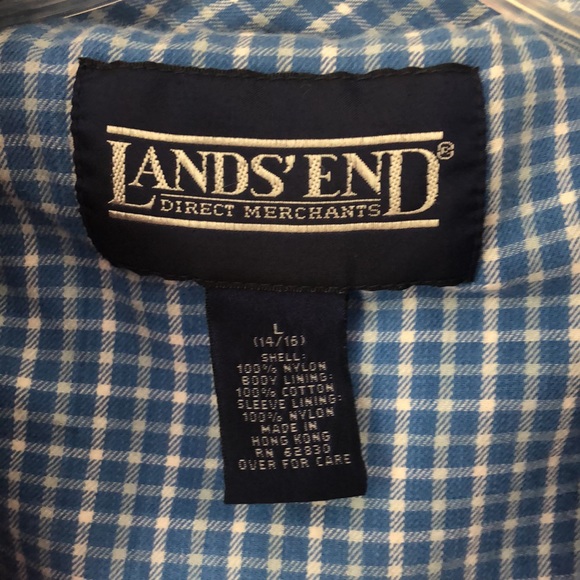 LANDS' END®
DIRECT MERCHANTS
L
(14/16)
SHELL:
100% NYLON
BODY LINING:
100% COTTON
SLEEVE LINING:
100% NYLON
MADE IN
HONG KONG
RN 62830
OVER FOR CARE